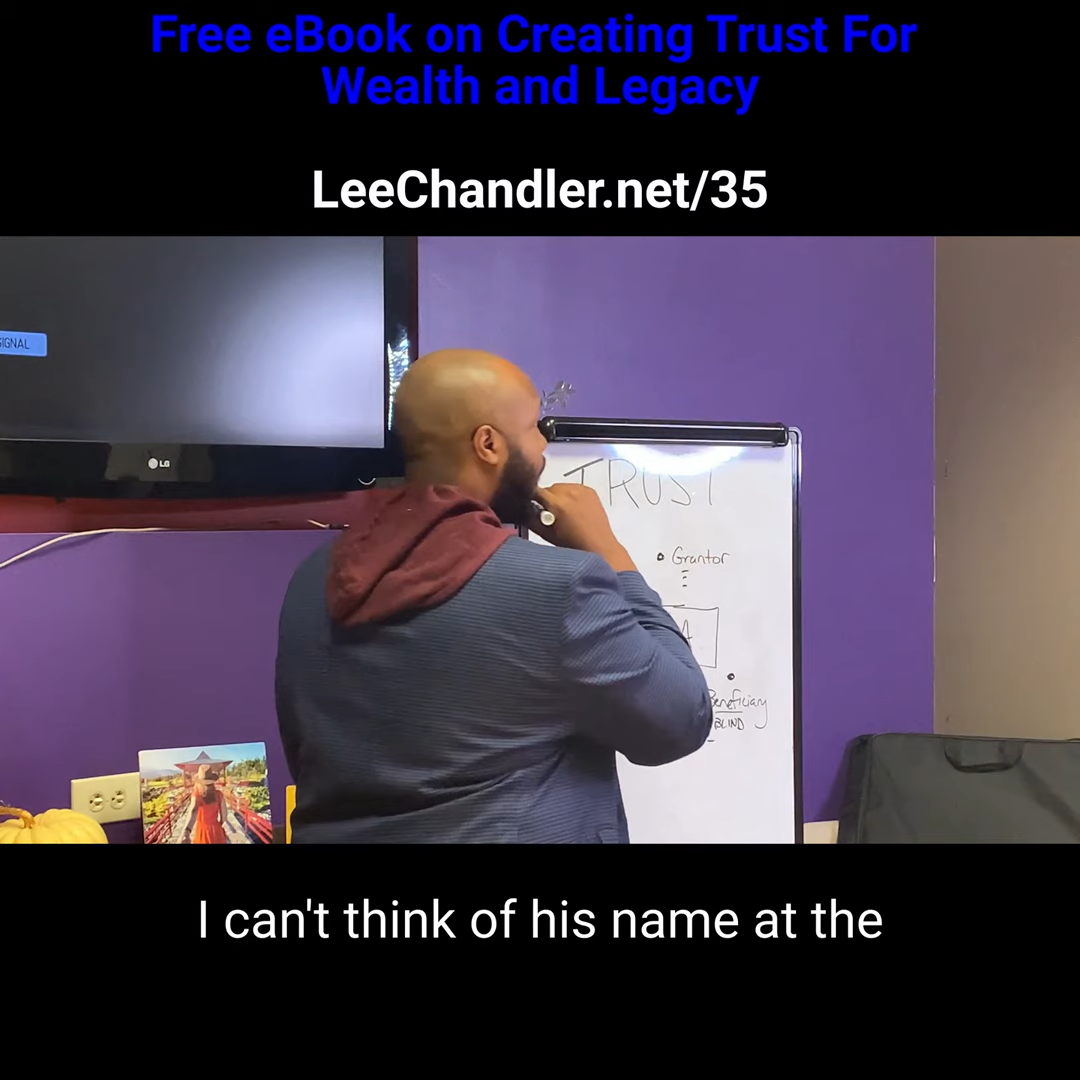 Free eBook on Creating Trust For
Wealth and Legacy
LeeChandler.net/35
SIGNAL
LG
TRUST
Grantor
A
Beneficiary
BLIND
I can't think of his name at the